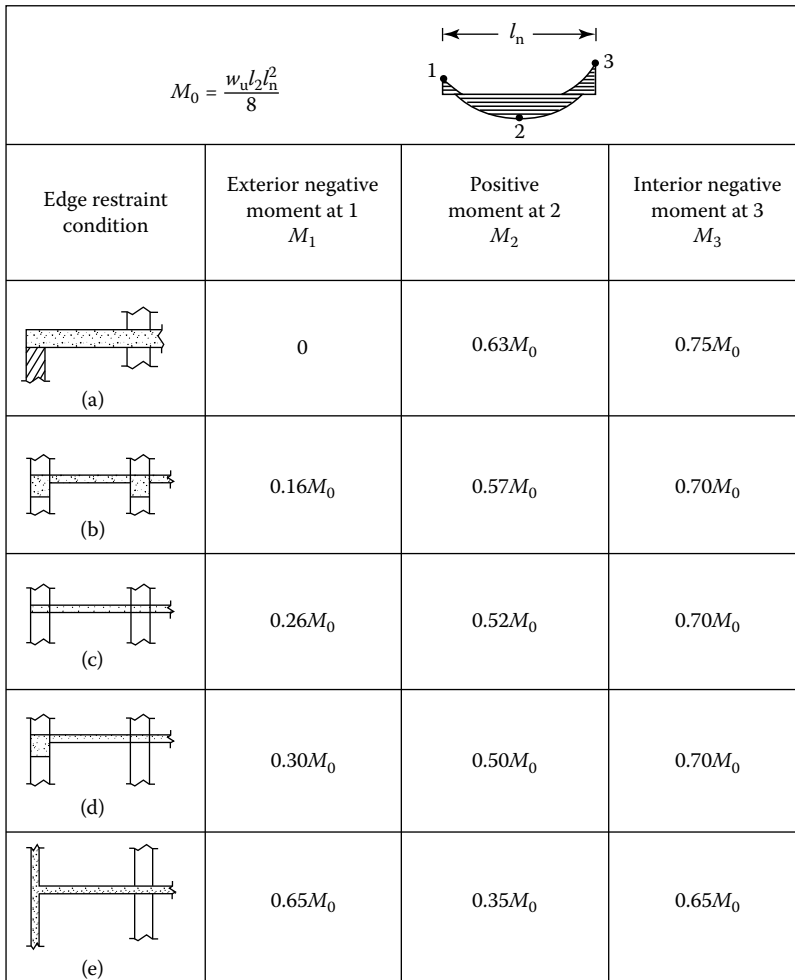 lₙ
M₀ = wᵤl₂lₙ² / 8
1
3
2
Edge restraint
condition
Exterior negative
moment at 1
M₁
Positive
moment at 2
M₂
Interior negative
moment at 3
M₃
(a)
0
0.63M₀
0.75M₀
(b)
0.16M₀
0.57M₀
0.70M₀
(c)
0.26M₀
0.52M₀
0.70M₀
(d)
0.30M₀
0.50M₀
0.70M₀
(e)
0.65M₀
0.35M₀
0.65M₀